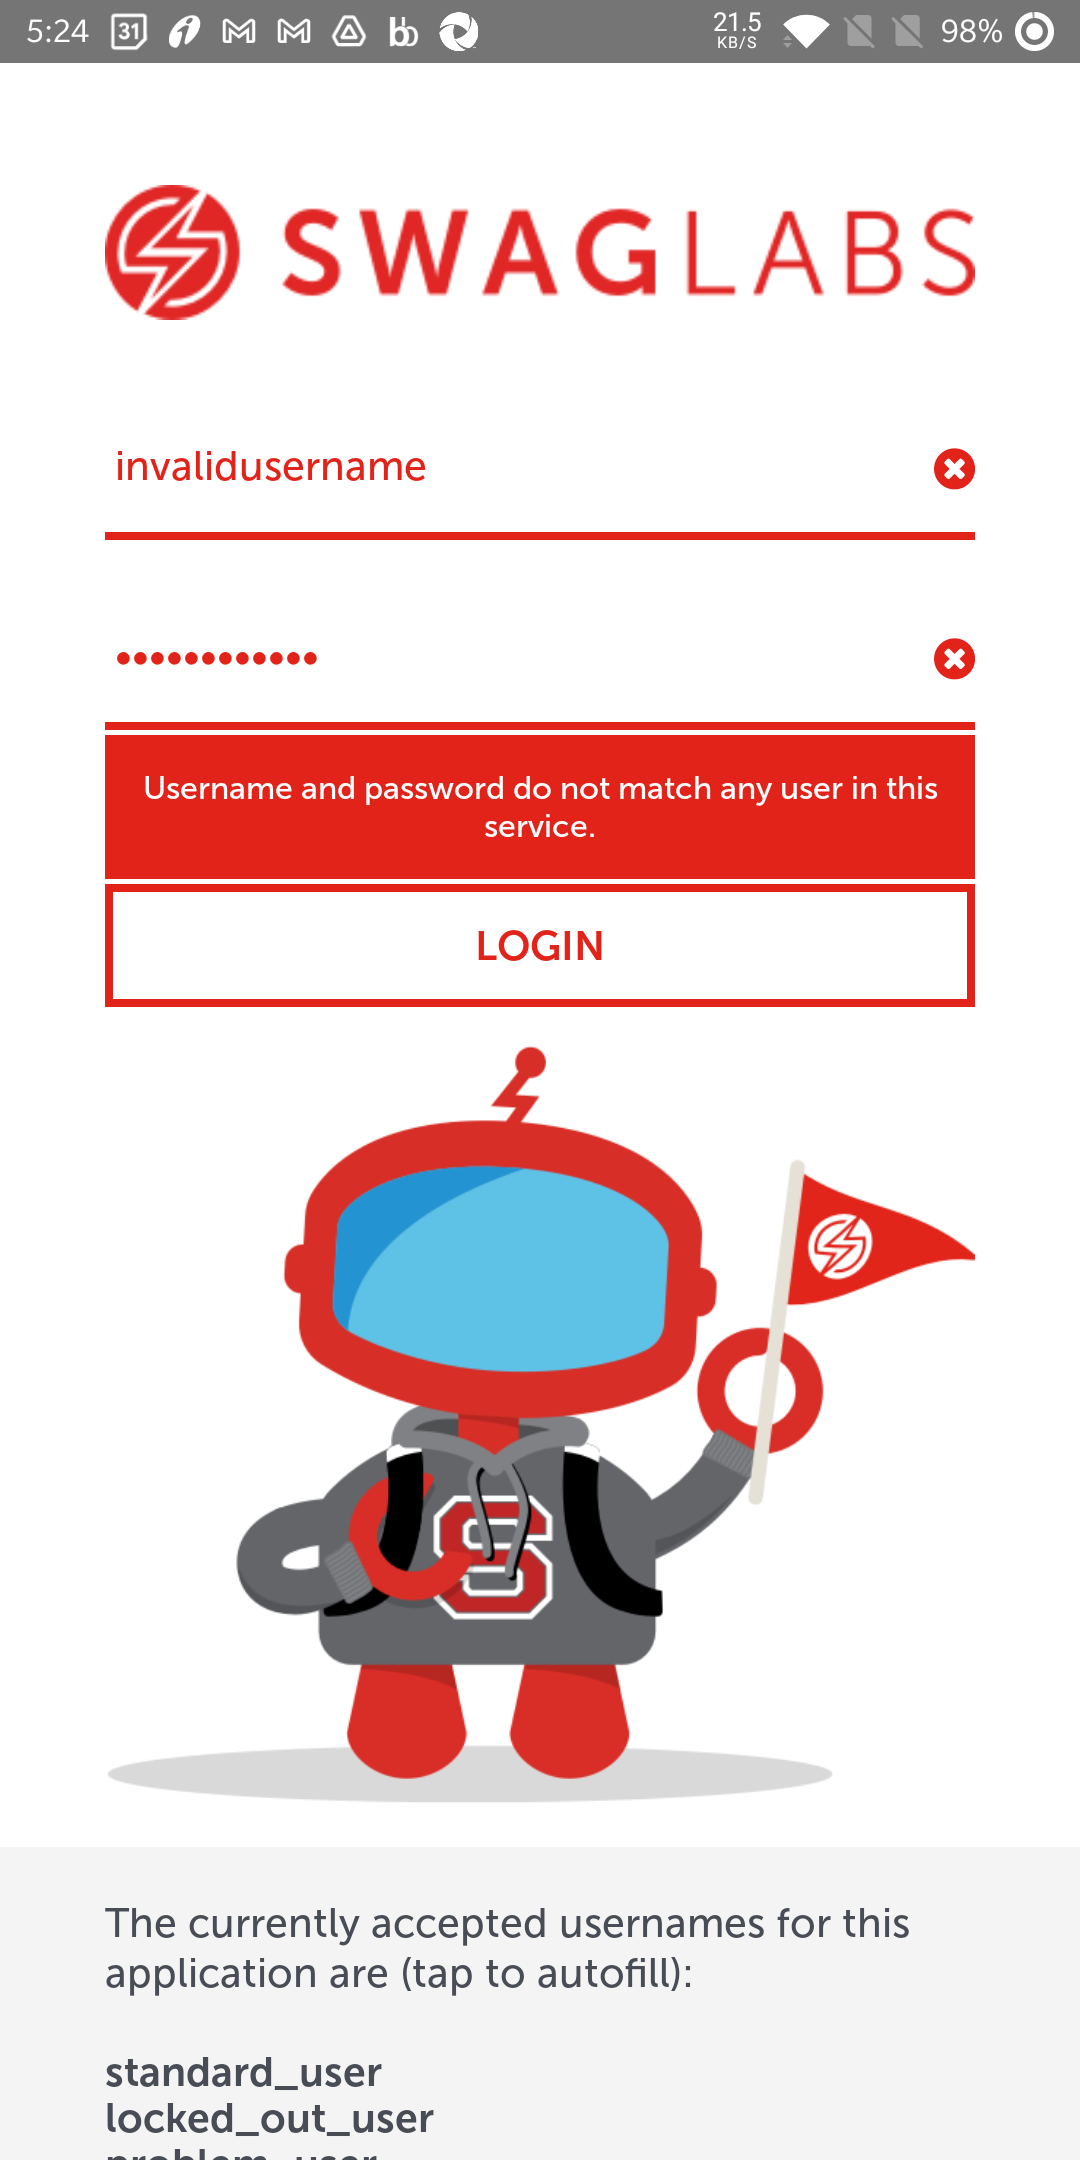 5:24 31 21.5 KB/S 98%
SWAGLABS
invalidusername
••••••••••••
Username and password do not match any user in this
service.
LOGIN
S
The currently accepted usernames for this
application are (tap to autofill):
standard_user
locked_out_user
problem_user